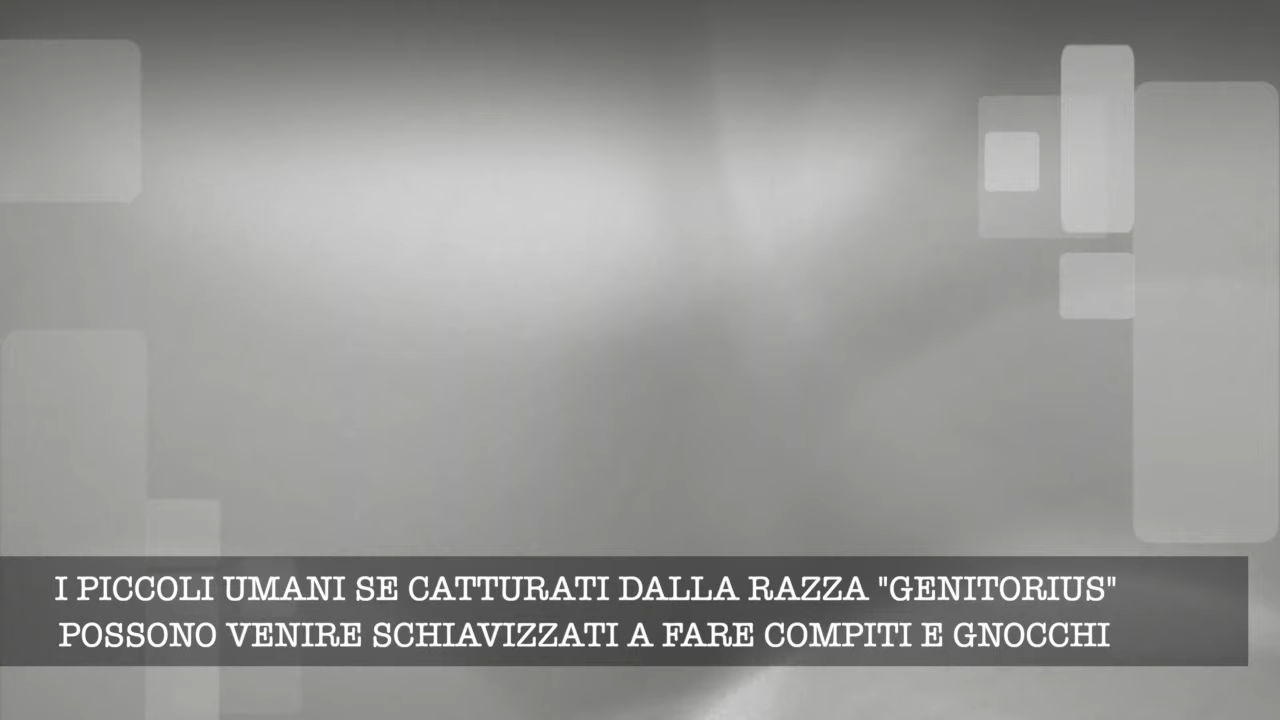 I PICCOLI UMANI SE CATTURATI DALLA RAZZA "GENITORIUS"
POSSONO VENIRE SCHIAVIZZATI A FARE COMPITI E GNOCCHI